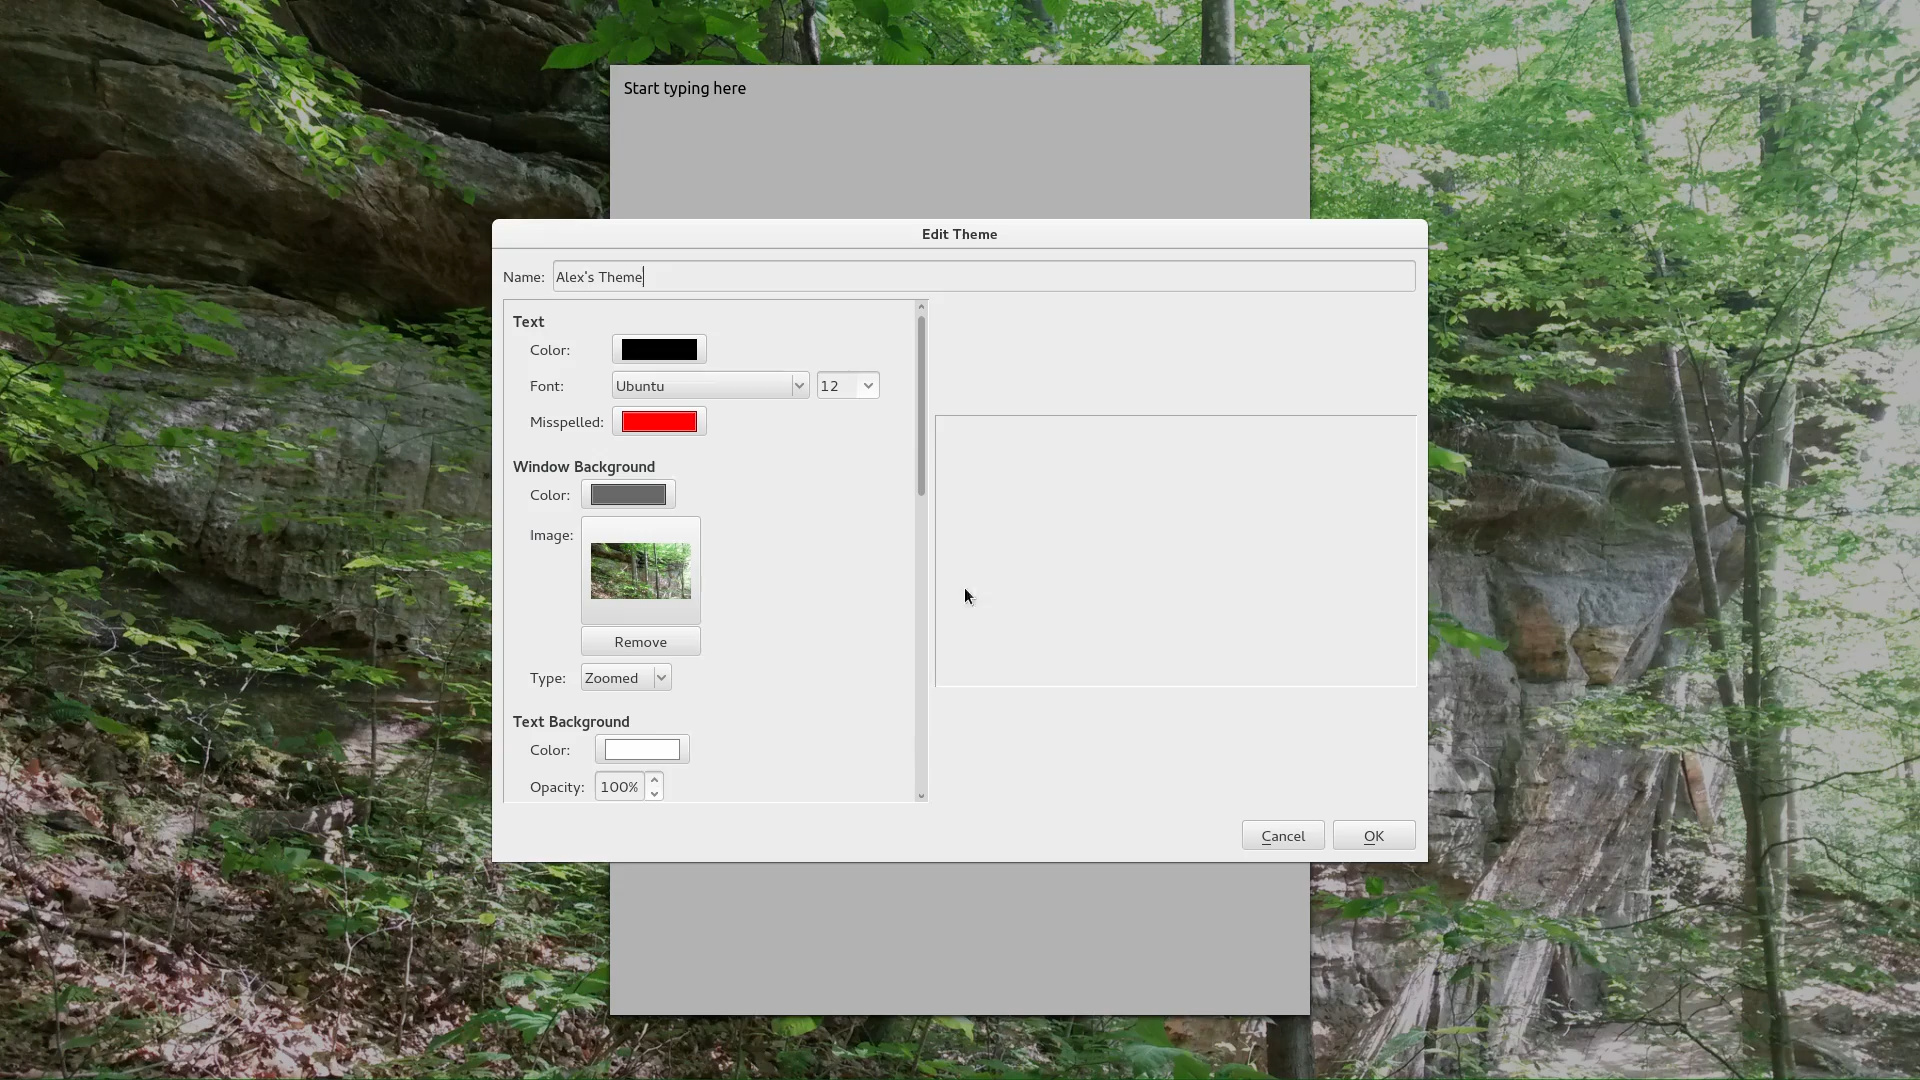 Start typing here
Edit Theme
Name: Alex's Theme
Text
Color:
Font: Ubuntu 12
Misspelled:
Window Background
Color:
Image:
Remove
Type: Zoomed
Text Background
Color:
Opacity: 100%
Cancel OK